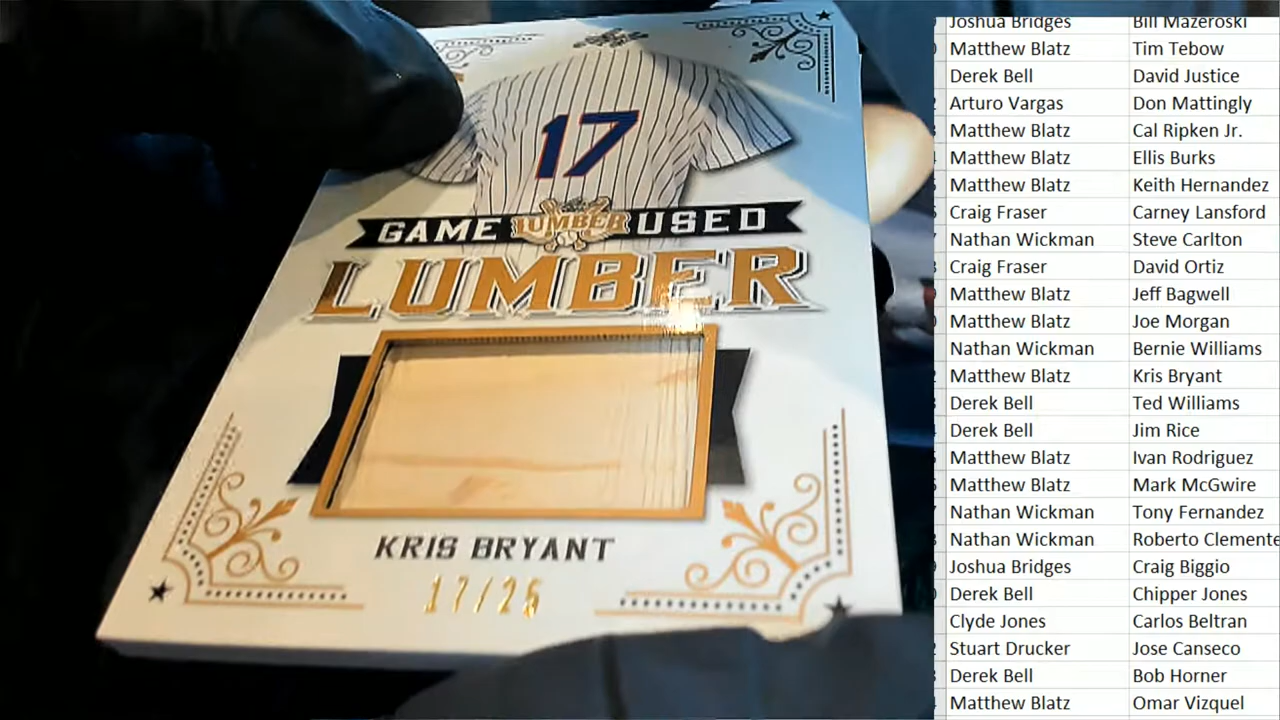 17
GAME LUMBER USED
LUMBER
KRIS BRYANT
17/25
Joshua Bridges Bill Mazeroski
Matthew Blatz Tim Tebow
Derek Bell David Justice
Arturo Vargas Don Mattingly
Matthew Blatz Cal Ripken Jr.
Matthew Blatz Ellis Burks
Matthew Blatz Keith Hernandez
Craig Fraser Carney Lansford
Nathan Wickman Steve Carlton
Craig Fraser David Ortiz
Matthew Blatz Jeff Bagwell
Matthew Blatz Joe Morgan
Nathan Wickman Bernie Williams
Matthew Blatz Kris Bryant
Derek Bell Ted Williams
Derek Bell Jim Rice
Matthew Blatz Ivan Rodriguez
Matthew Blatz Mark McGwire
Nathan Wickman Tony Fernandez
Nathan Wickman Roberto Clemente
Joshua Bridges Craig Biggio
Derek Bell Chipper Jones
Clyde Jones Carlos Beltran
Stuart Drucker Jose Canseco
Derek Bell Bob Horner
Matthew Blatz Omar Vizquel